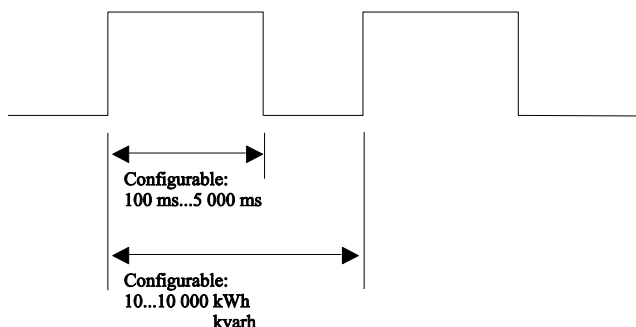 Configurable:
100 ms...5 000 ms
Configurable:
10...10 000 kWh
kvarh